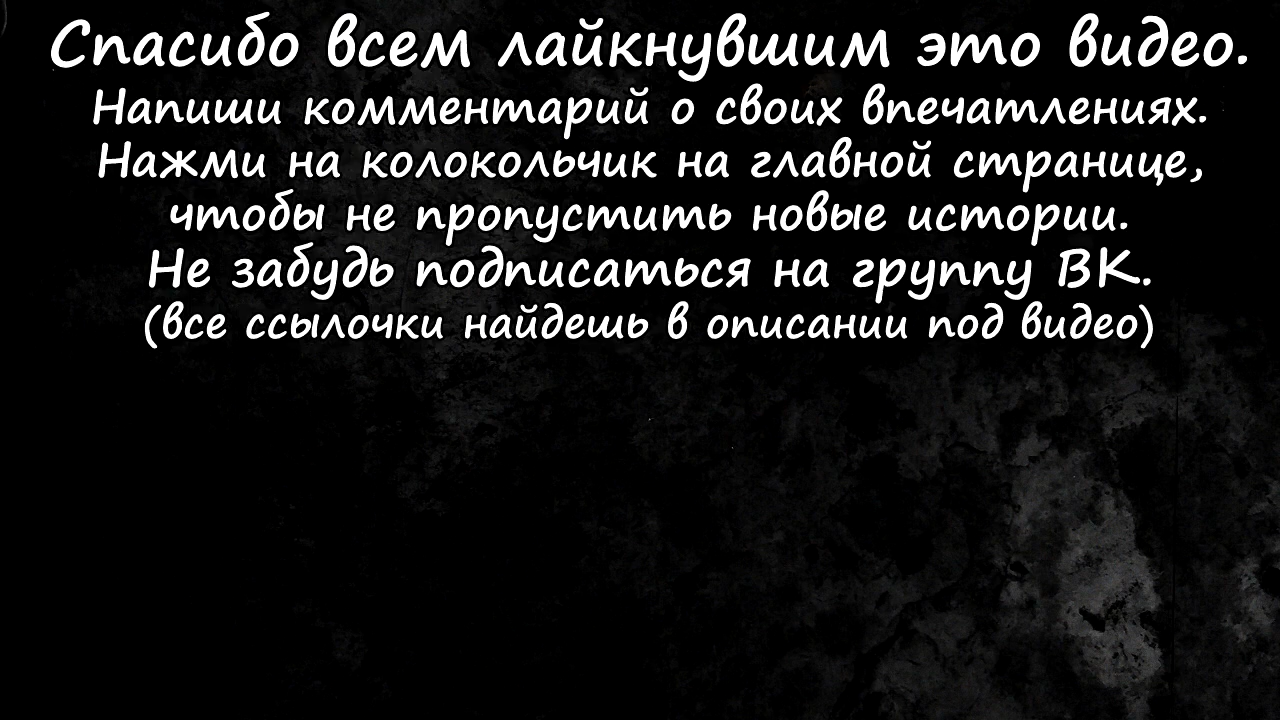 Спасибо всем лайкнувшим это видео.
Напиши комментарий о своих впечатлениях.
Нажми на колокольчик на главной странице,
чтобы не пропустить новые истории.
Не забудь подписаться на группу ВК.
(все ссылочки найдешь в описании под видео)